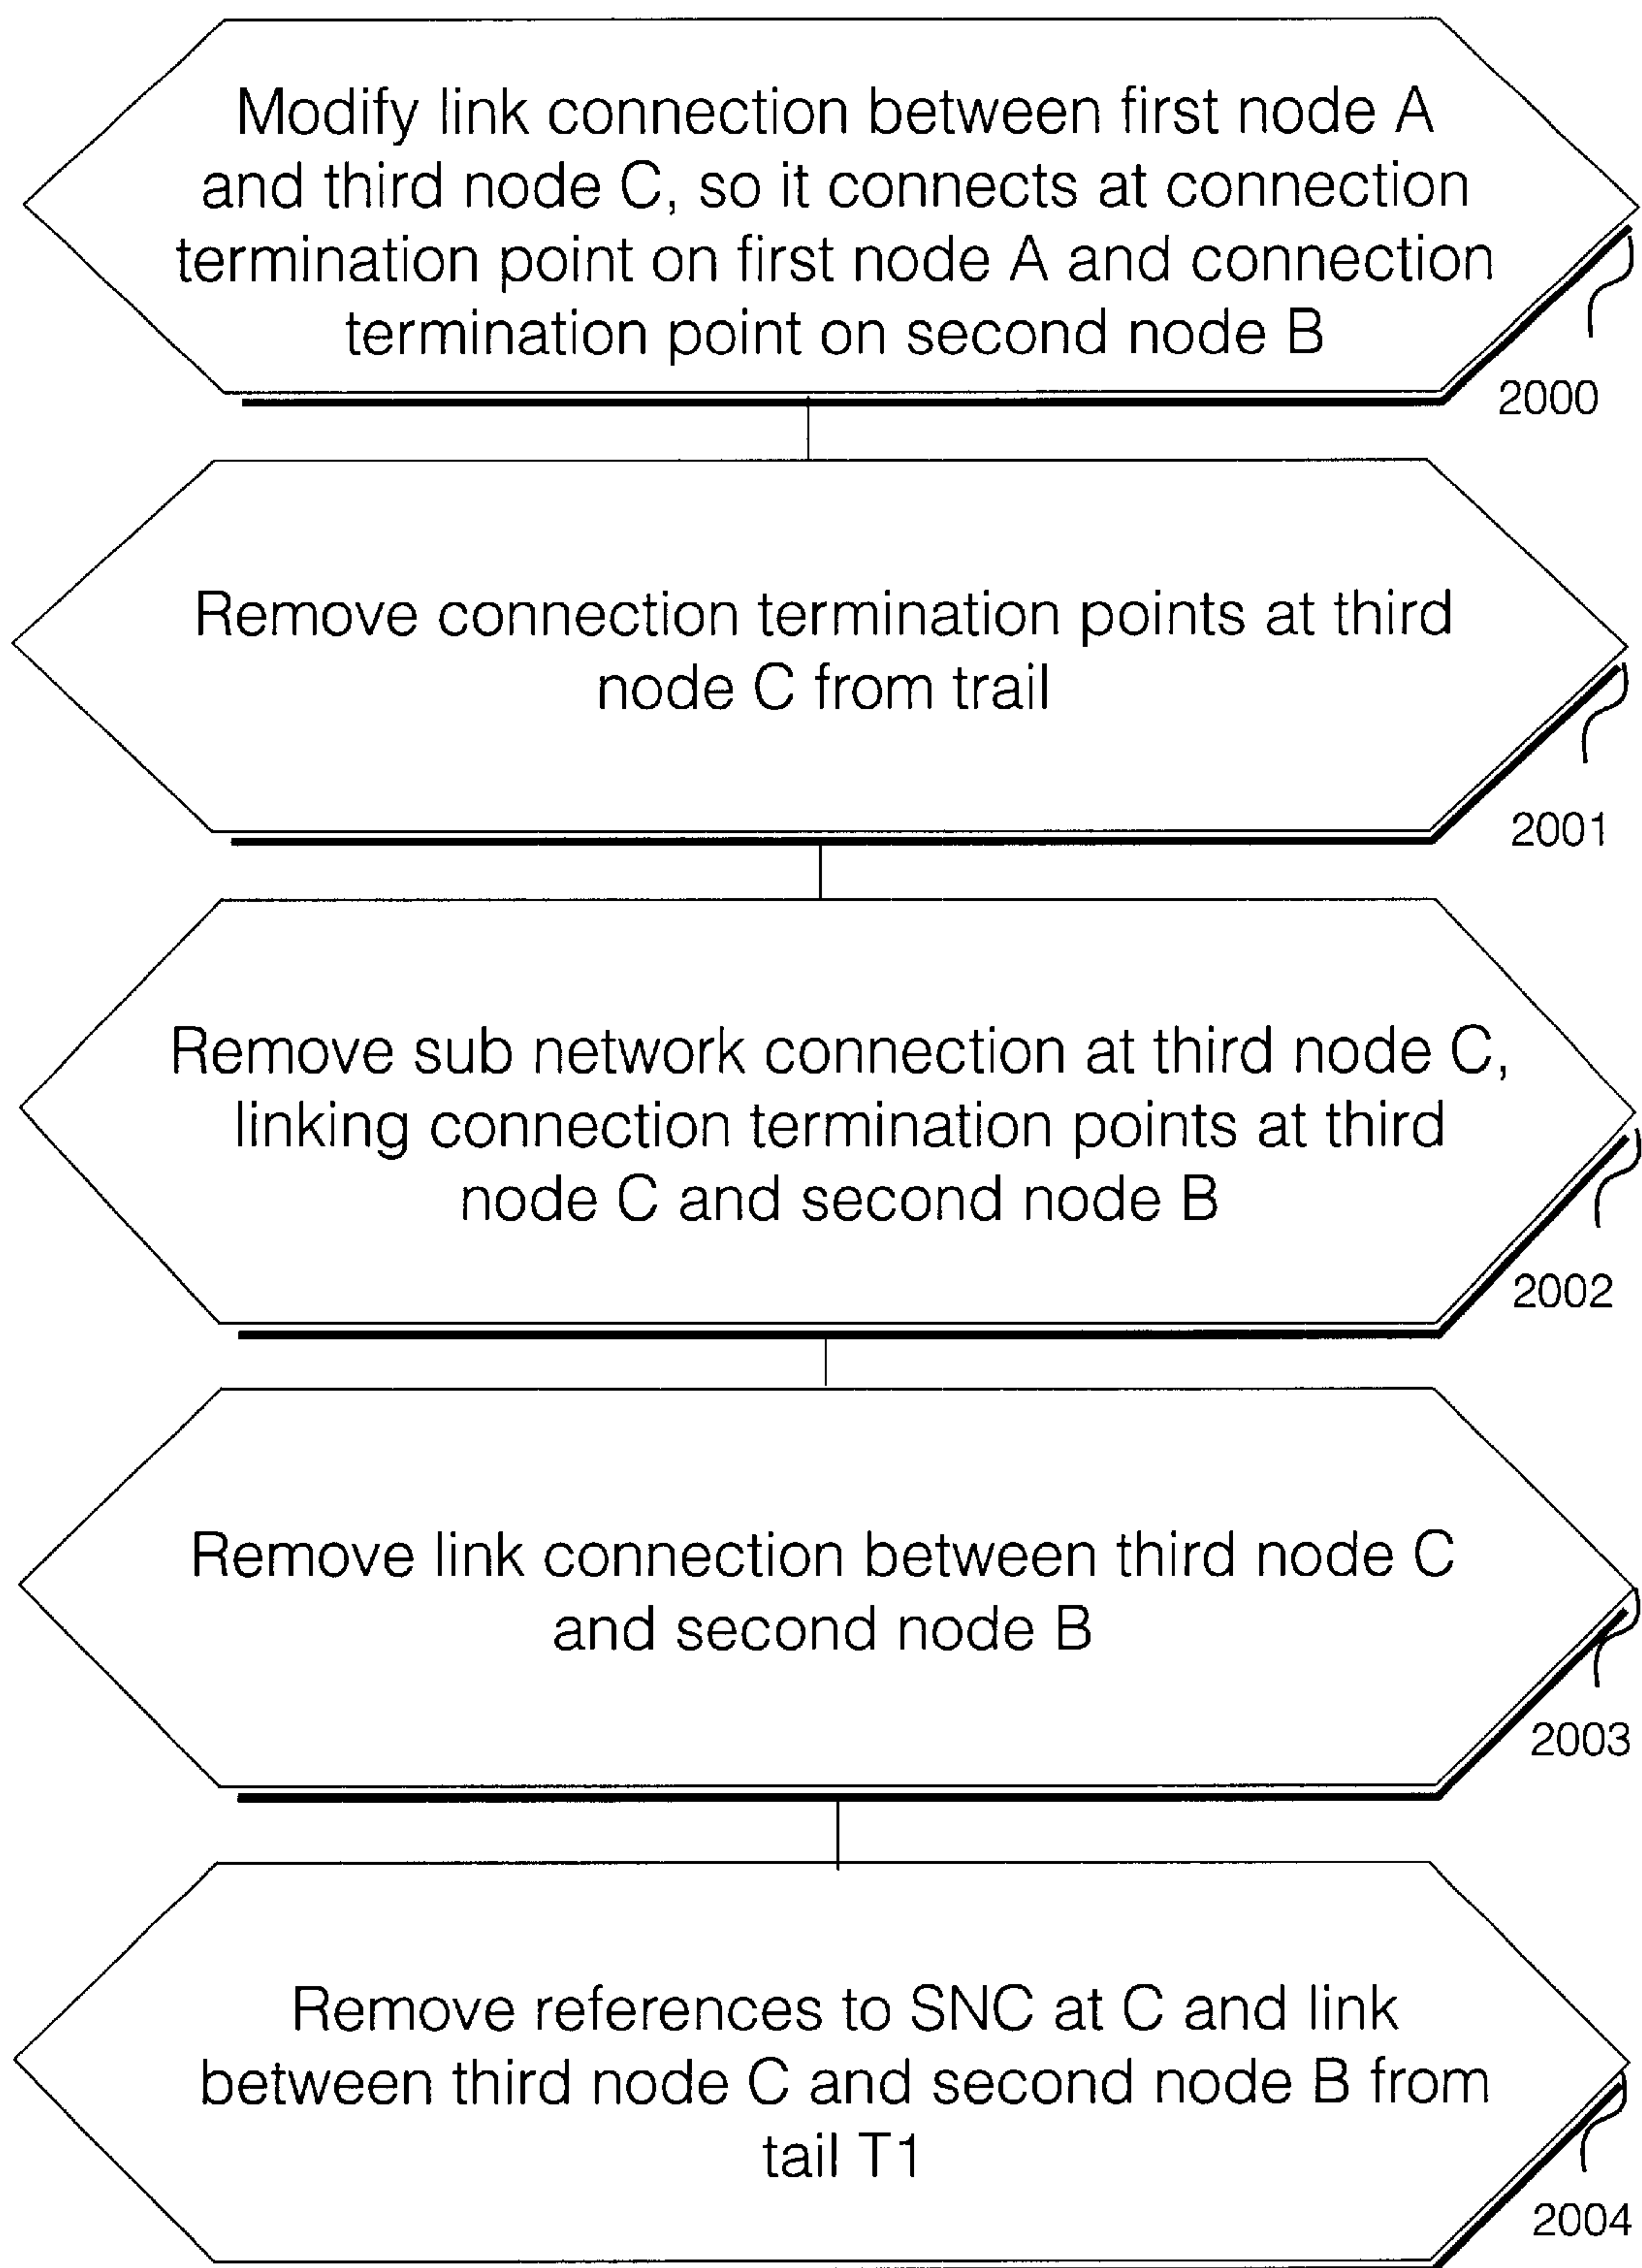 Modify link connection between first node A
and third node C, so it connects at connection
termination point on first node A and connection
termination point on second node B
2000
Remove connection termination points at third
node C from trail
2001
Remove sub network connection at third node C,
linking connection termination points at third
node C and second node B
2002
Remove link connection between third node C
and second node B
2003
Remove references to SNC at C and link
between third node C and second node B from
tail T1
2004